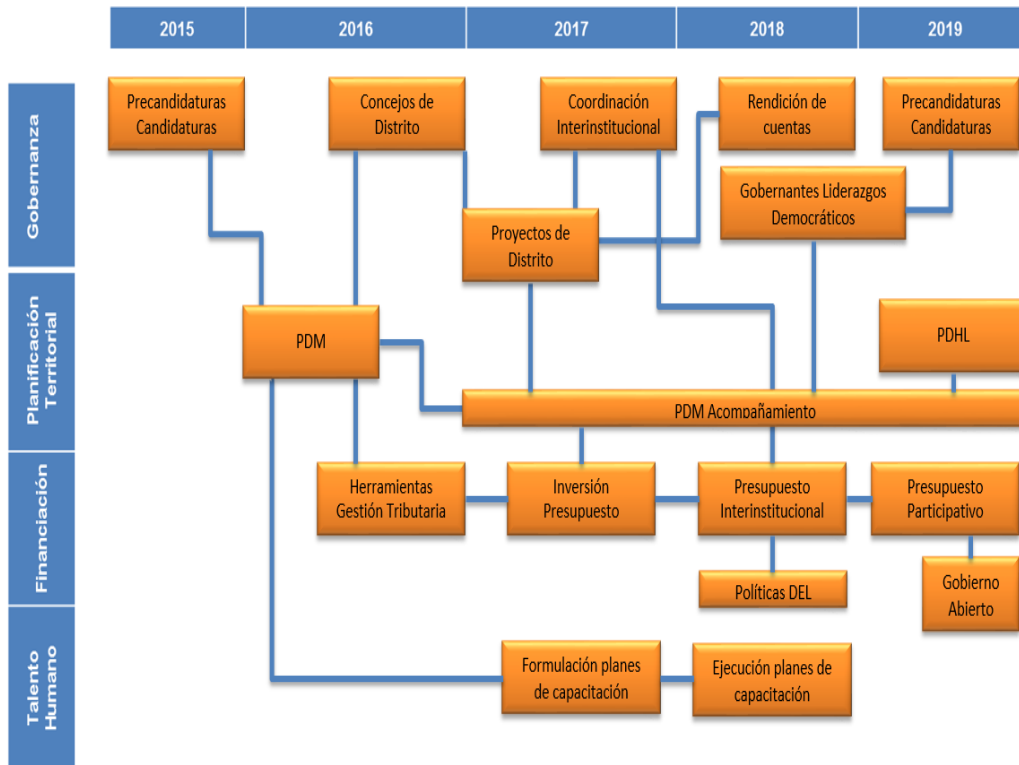 2015
2016
2017
2018
2019
Gobernanza
Precandidaturas
Candidaturas
Concejos de
Distrito
Coordinación
Interinstitucional
Rendición de
cuentas
Precandidaturas
Candidaturas
Gobernantes Liderazgos
Democráticos
Proyectos de
Distrito
Planificación
Territorial
PDM
PDHL
PDM Acompañamiento
Financiación
Herramientas
Gestión Tributaria
Inversión
Presupuesto
Presupuesto
Interinstitucional
Presupuesto
Participativo
Políticas DEL
Gobierno
Abierto
Talento
Humano
Formulación planes
de capacitación
Ejecución planes de
capacitación